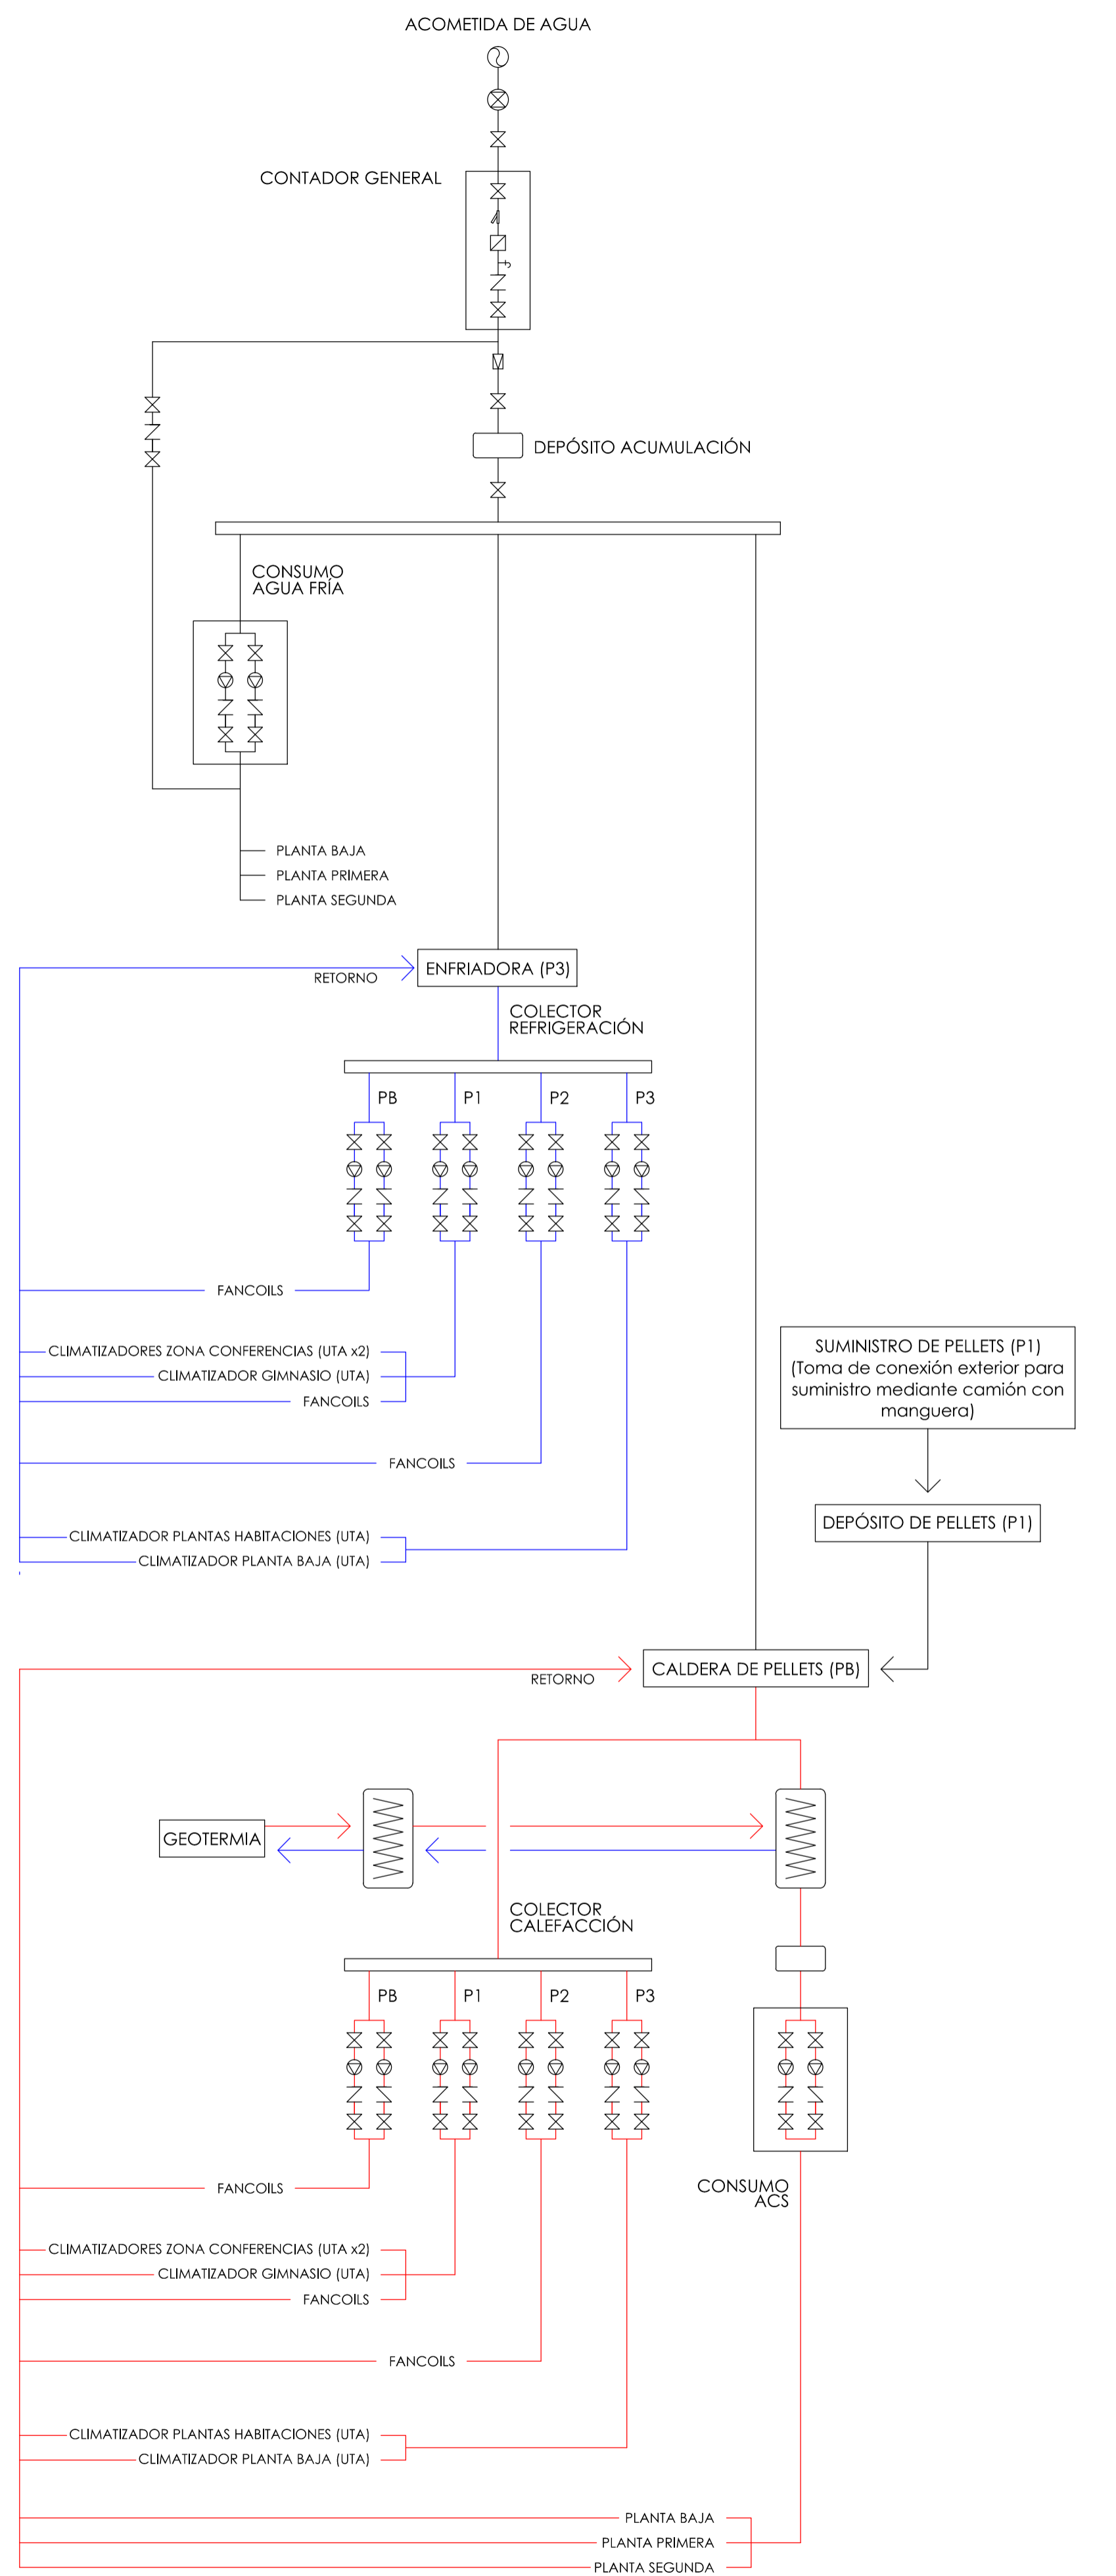 ACOMETIDA DE AGUA
CONTADOR GENERAL
DEPÓSITO ACUMULACIÓN
CONSUMO
AGUA FRÍA
PLANTA BAJA
PLANTA PRIMERA
PLANTA SEGUNDA
ENFRIADORA (P3)
RETORNO
COLECTOR
REFRIGERACIÓN
PB
P1
P2
P3
FANCOILS
CLIMATIZADORES ZONA CONFERENCIAS (UTA x2)
CLIMATIZADOR GIMNASIO (UTA)
FANCOILS
FANCOILS
CLIMATIZADOR PLANTAS HABITACIONES (UTA)
CLIMATIZADOR PLANTA BAJA (UTA)
SUMINISTRO DE PELLETS (P1)
(Toma de conexión exterior para
suministro mediante camión con
manguera)
DEPÓSITO DE PELLETS (P1)
CALDERA DE PELLETS (PB)
RETORNO
GEOTERMIA
COLECTOR
CALEFACCIÓN
PB
P1
P2
P3
CONSUMO
ACS
FANCOILS
CLIMATIZADORES ZONA CONFERENCIAS (UTA x2)
CLIMATIZADOR GIMNASIO (UTA)
FANCOILS
FANCOILS
CLIMATIZADOR PLANTAS HABITACIONES (UTA)
CLIMATIZADOR PLANTA BAJA (UTA)
PLANTA BAJA
PLANTA PRIMERA
PLANTA SEGUNDA